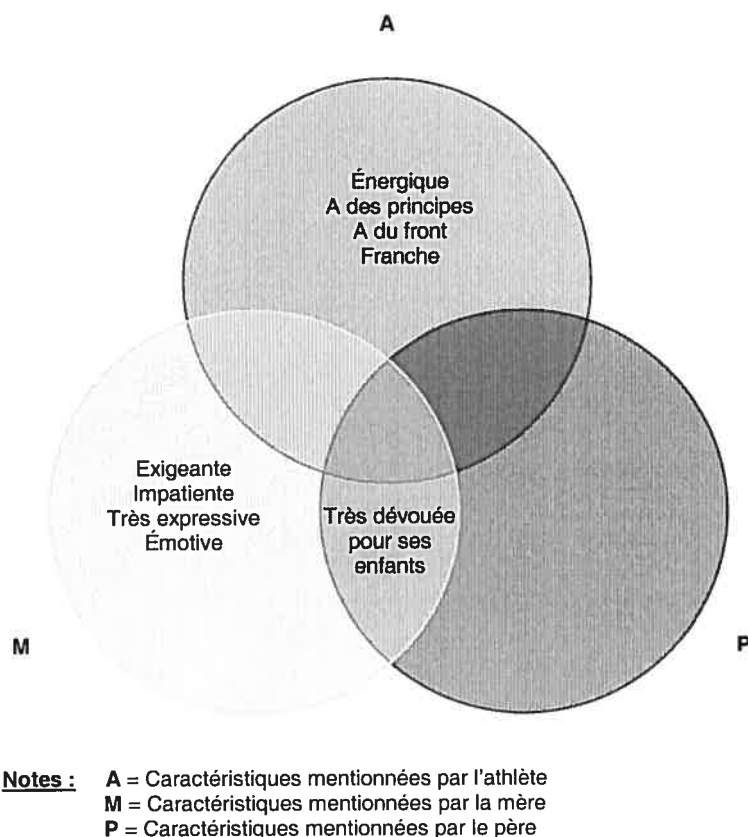 A
Énergique
A des principes
A du front
Franche
Exigeante
Impatiente
Très expressive
Émotive
Très dévouée
pour ses
enfants
M
P
Notes : A = Caractéristiques mentionnées par l'athlète
M = Caractéristiques mentionnées par la mère
P = Caractéristiques mentionnées par le père